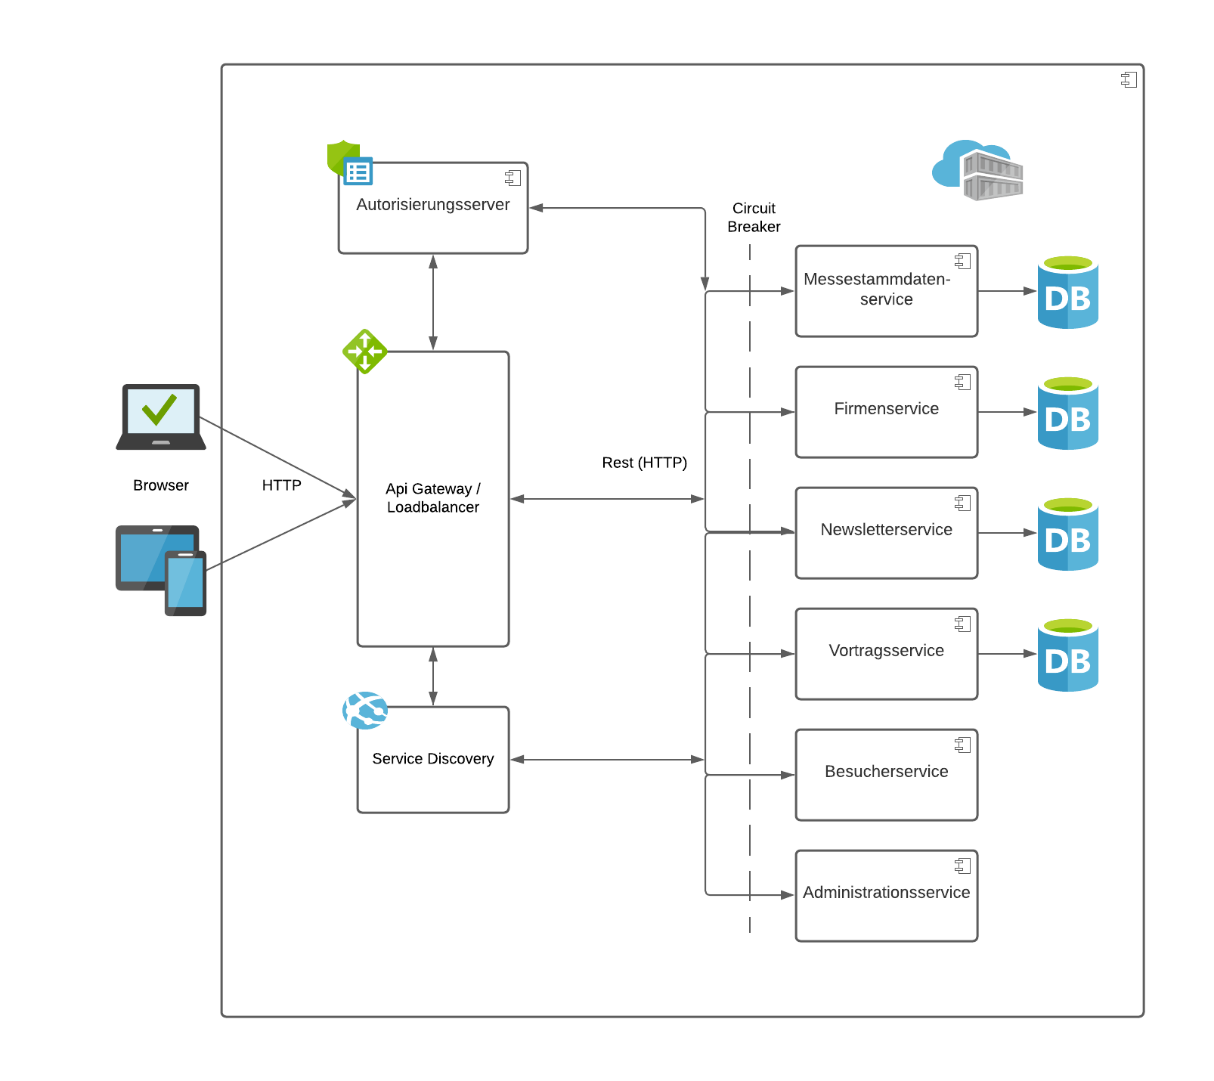 Autorisierungsserver
Circuit
Breaker
Messestammdaten-
service
DB
Firmenservice
DB
Rest (HTTP)
Browser
HTTP
Api Gateway /
Loadbalancer
Newsletterservice
DB
Vortragsservice
DB
Service Discovery
Besucherservice
Administrationsservice